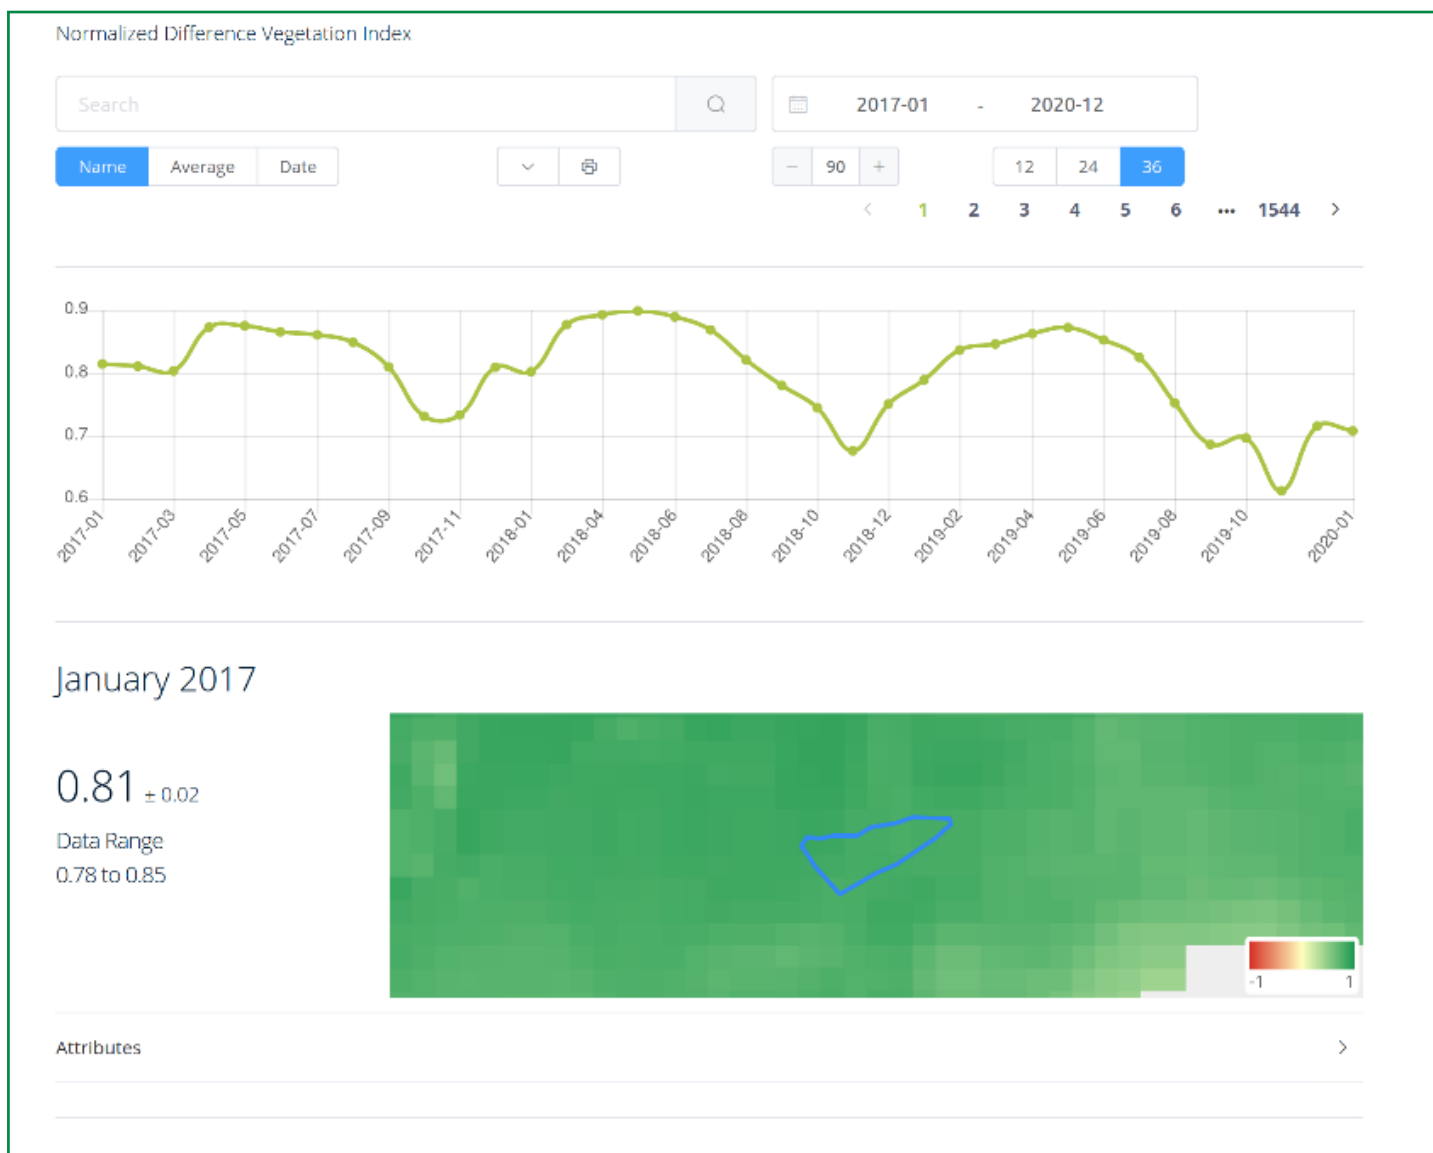 Normalized Difference Vegetation Index
Search
2017-01 - 2020-12
Name Average Date
− 90 +
12 24 36
< 1 2 3 4 5 6 ••• 1544 >
0.9
0.8
0.7
0.6
2017-01 2017-03 2017-05 2017-07 2017-09 2017-11 2018-01 2018-04 2018-06 2018-08 2018-10 2018-12 2019-02 2019-04 2019-06 2019-08 2019-10 2020-01
January 2017
0.81 ± 0.02
Data Range
0.78 to 0.85
-1 1
Attributes